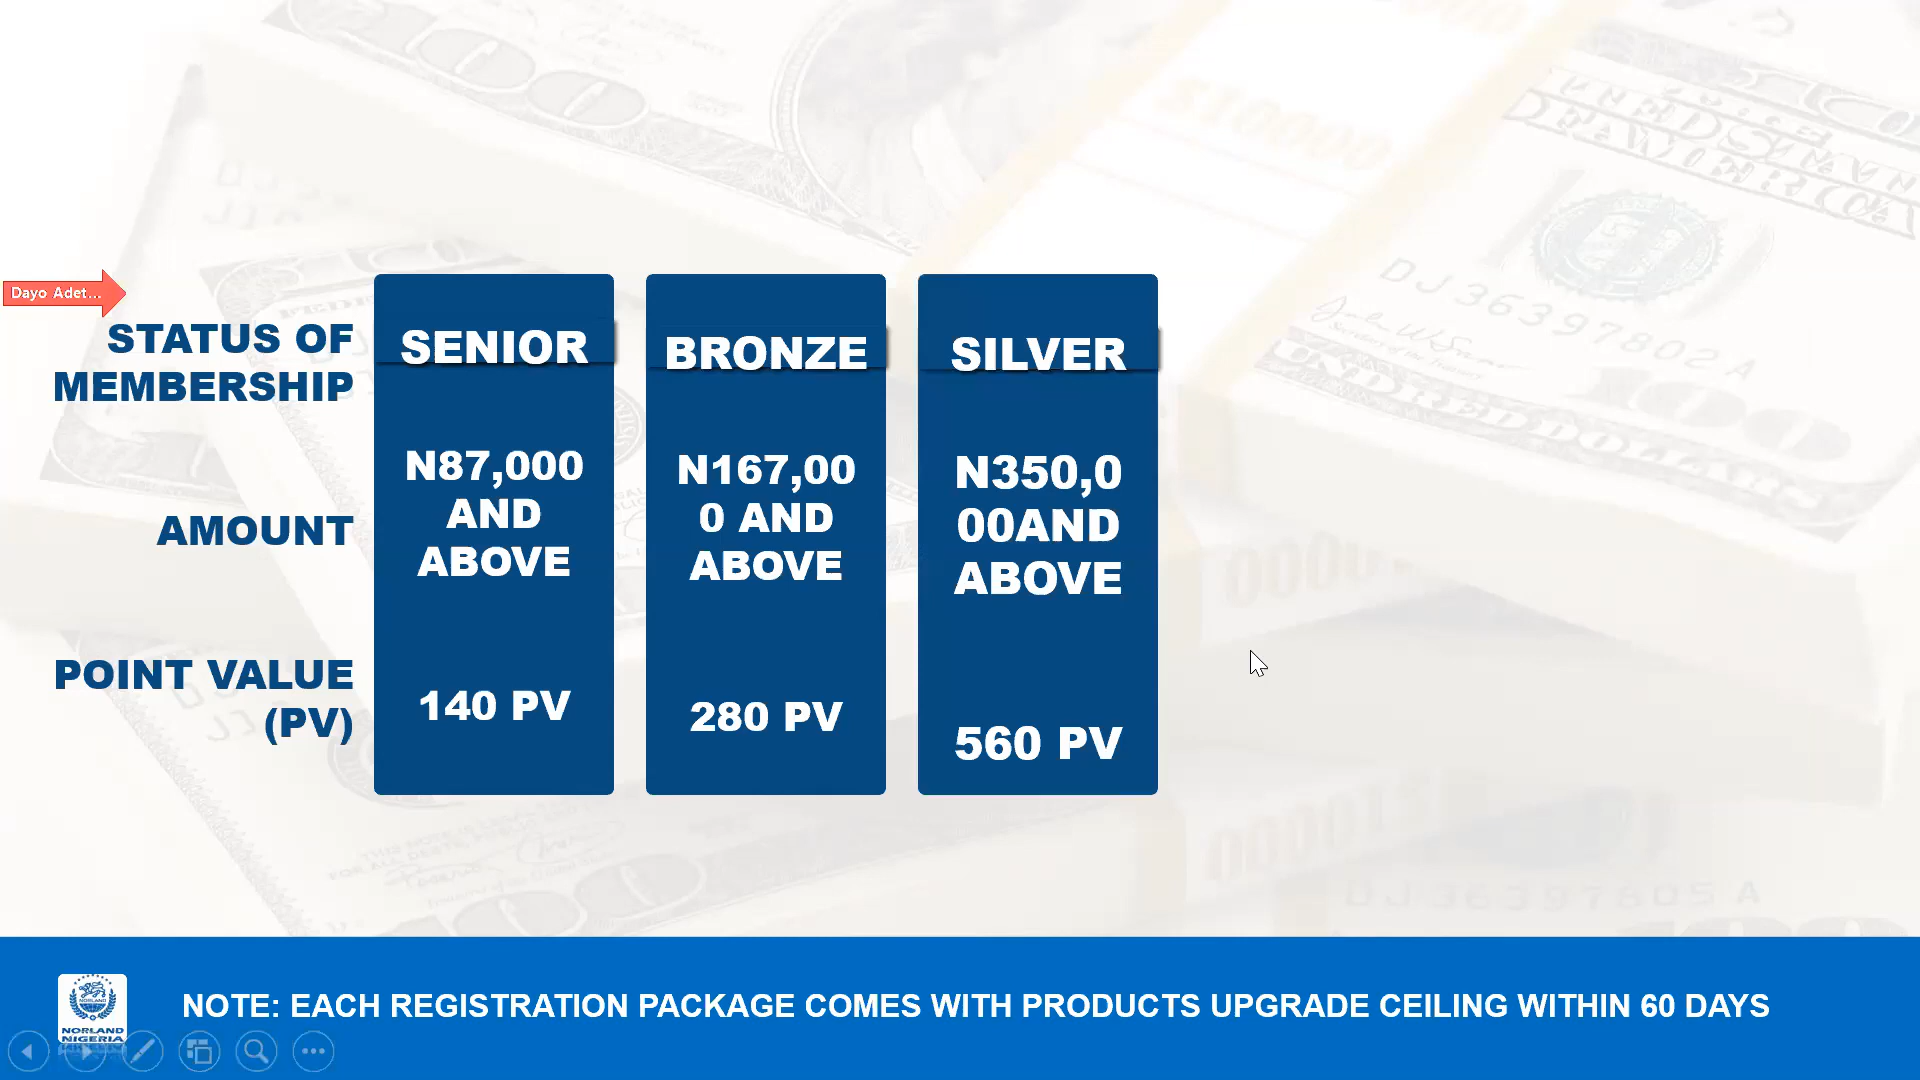 Dayo Adet...
STATUS OF
MEMBERSHIP
AMOUNT
POINT VALUE
(PV)
SENIOR
N87,000
AND
ABOVE
140 PV
BRONZE
N167,00
0 AND
ABOVE
280 PV
SILVER
N350,0
00AND
ABOVE
560 PV
NORLAND
NIGERIA
NOTE: EACH REGISTRATION PACKAGE COMES WITH PRODUCTS UPGRADE CEILING WITHIN 60 DAYS